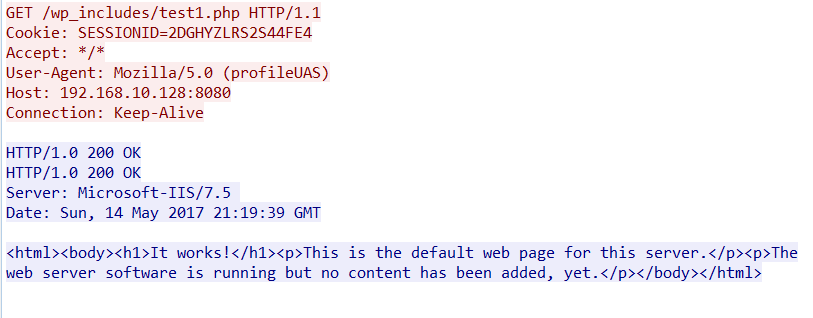 GET /wp_includes/test1.php HTTP/1.1
Cookie: SESSIONID=2DGHYZLRS2S44FE4
Accept: */*
User-Agent: Mozilla/5.0 (profileUAS)
Host: 192.168.10.128:8080
Connection: Keep-Alive
HTTP/1.0 200 OK
HTTP/1.0 200 OK
Server: Microsoft-IIS/7.5
Date: Sun, 14 May 2017 21:19:39 GMT
<html><body><h1>It works!</h1><p>This is the default web page for this server.</p><p>The
web server software is running but no content has been added, yet.</p></body></html>